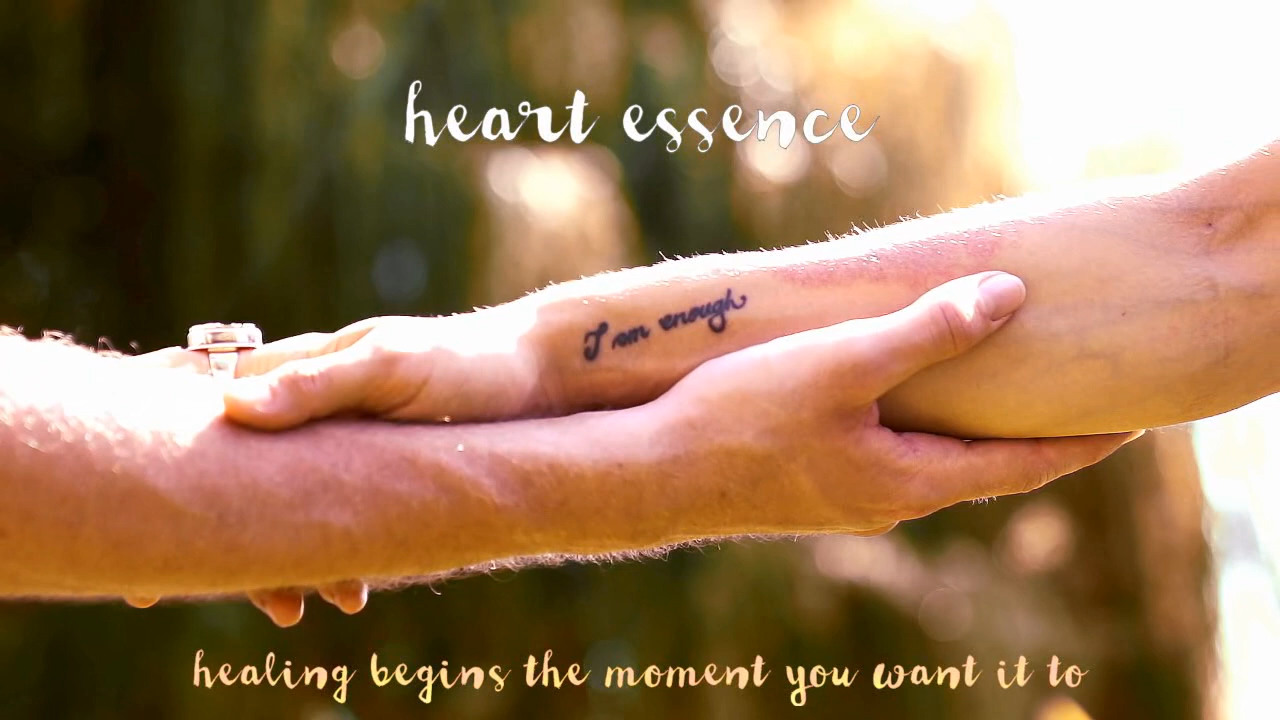 heart essence
I am enough
healing begins the moment you want it to